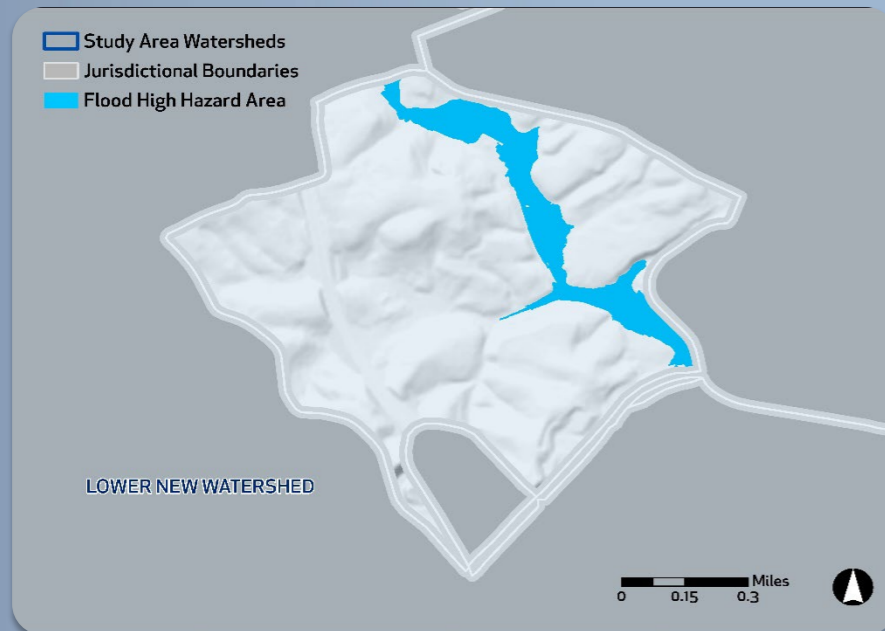 Study Area Watersheds
Jurisdictional Boundaries
Flood High Hazard Area
LOWER NEW WATERSHED
Miles
0 0.15 0.3